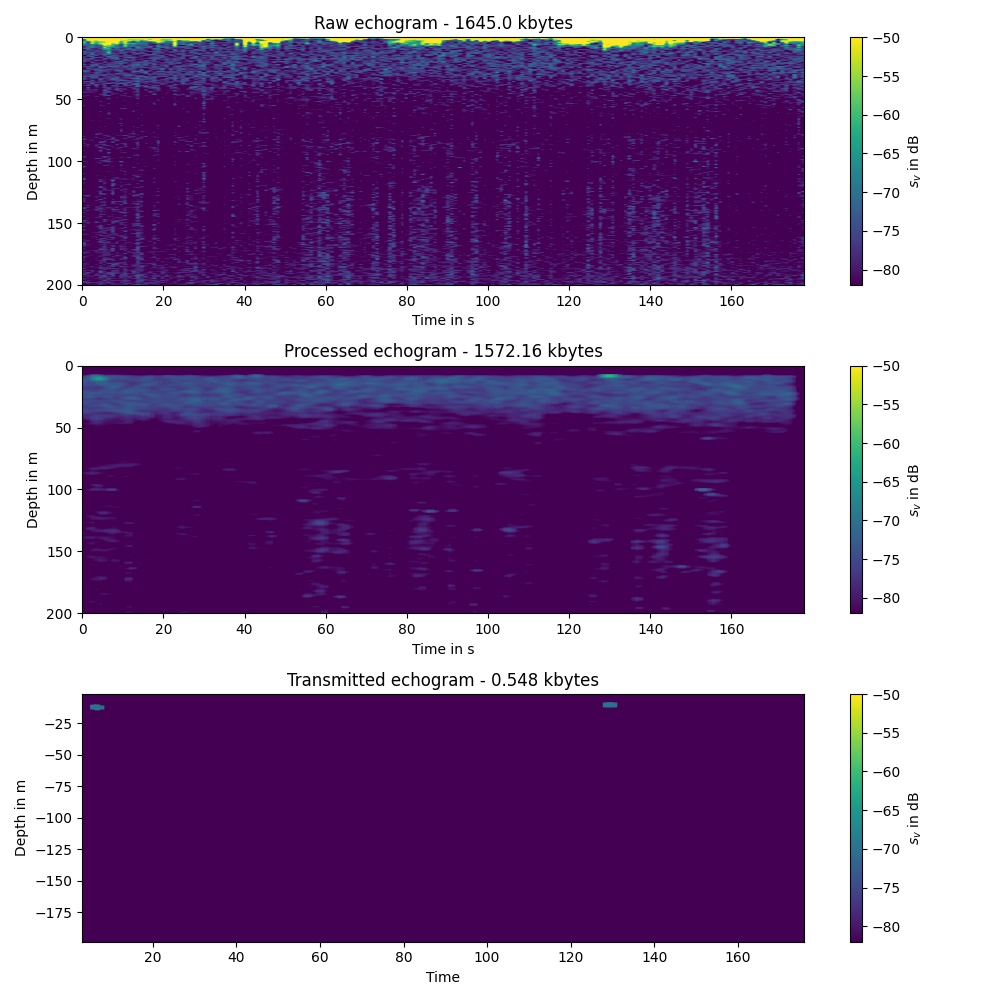 Raw echogram - 1645.0 kbytes
0
50
100
150
200
Depth in m
0 20 40 60 80 100 120 140 160
Time in s
−50
−55
−60
−65
−70
−75
−80
sv in dB
Processed echogram - 1572.16 kbytes
0
50
100
150
200
Depth in m
0 20 40 60 80 100 120 140 160
Time in s
−50
−55
−60
−65
−70
−75
−80
sv in dB
Transmitted echogram - 0.548 kbytes
−25
−50
−75
−100
−125
−150
−175
Depth in m
20 40 60 80 100 120 140 160
Time
−50
−55
−60
−65
−70
−75
−80
sv in dB